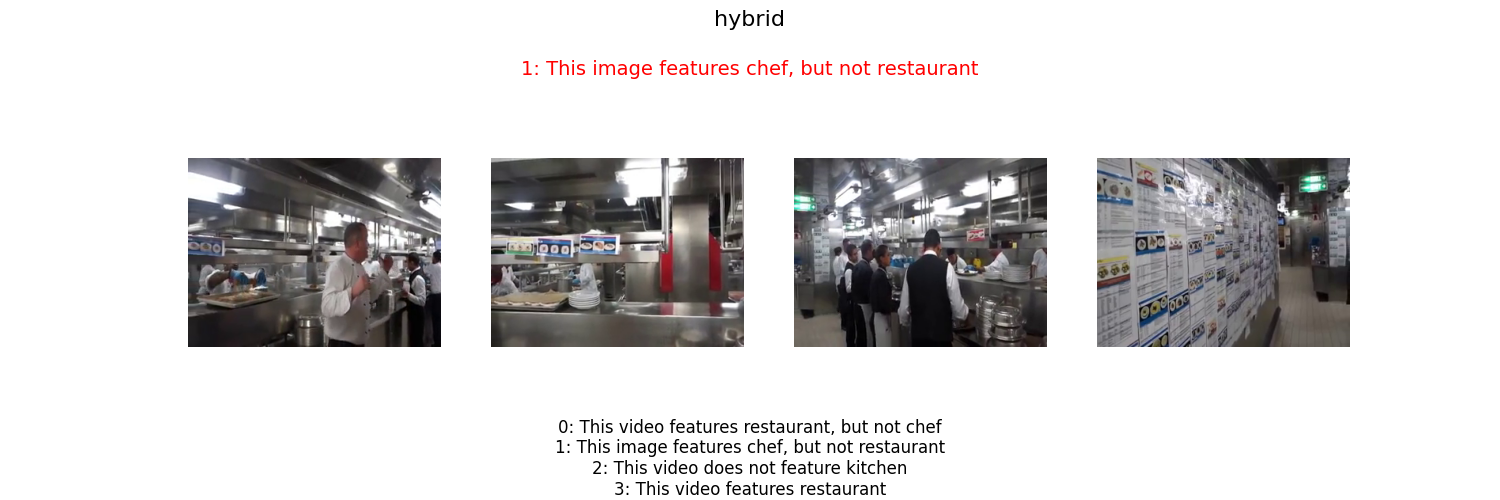 hybrid
1: This image features chef, but not restaurant
0: This video features restaurant, but not chef
1: This image features chef, but not restaurant
2: This video does not feature kitchen
3: This video features restaurant